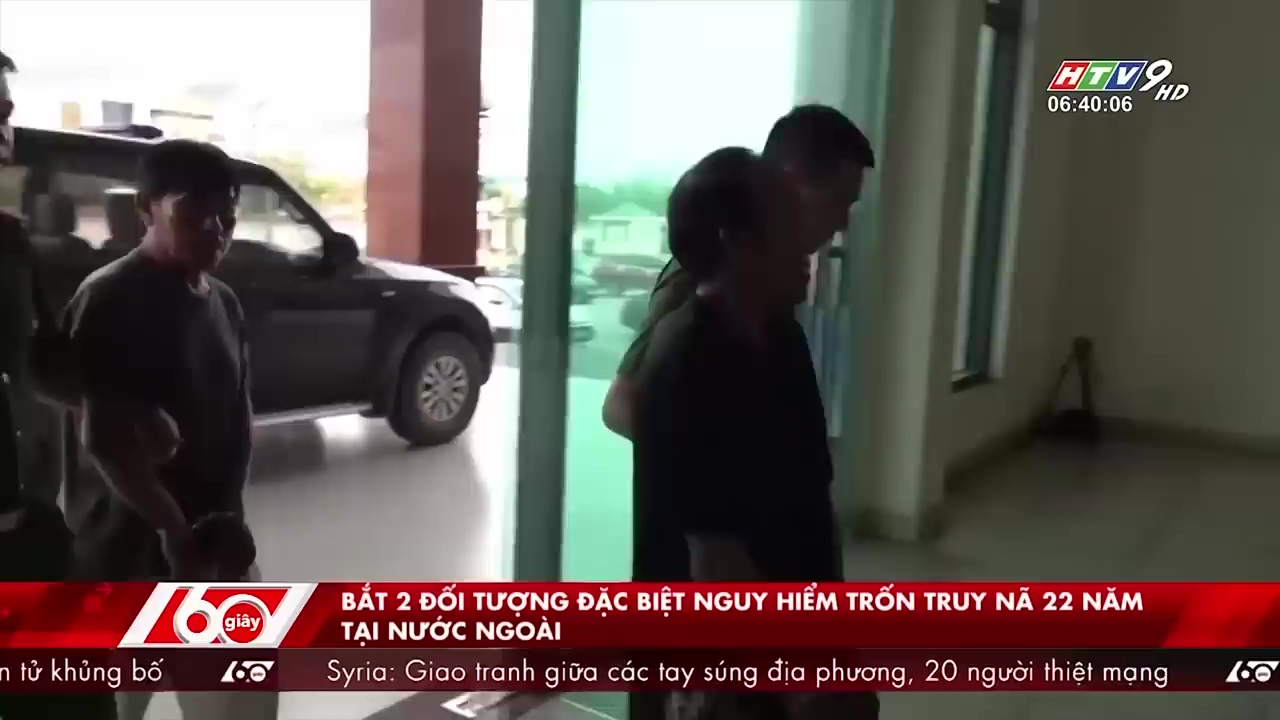 HTV9 HD
06:40:06
60 giây
BẮT 2 ĐỐI TƯỢNG ĐẶC BIỆT NGUY HIỂM TRỐN TRUY NÃ 22 NĂM
TẠI NƯỚC NGOÀI
tử khủng bố 60 Syria: Giao tranh giữa các tay súng địa phương, 20 người thiệt mạng 60